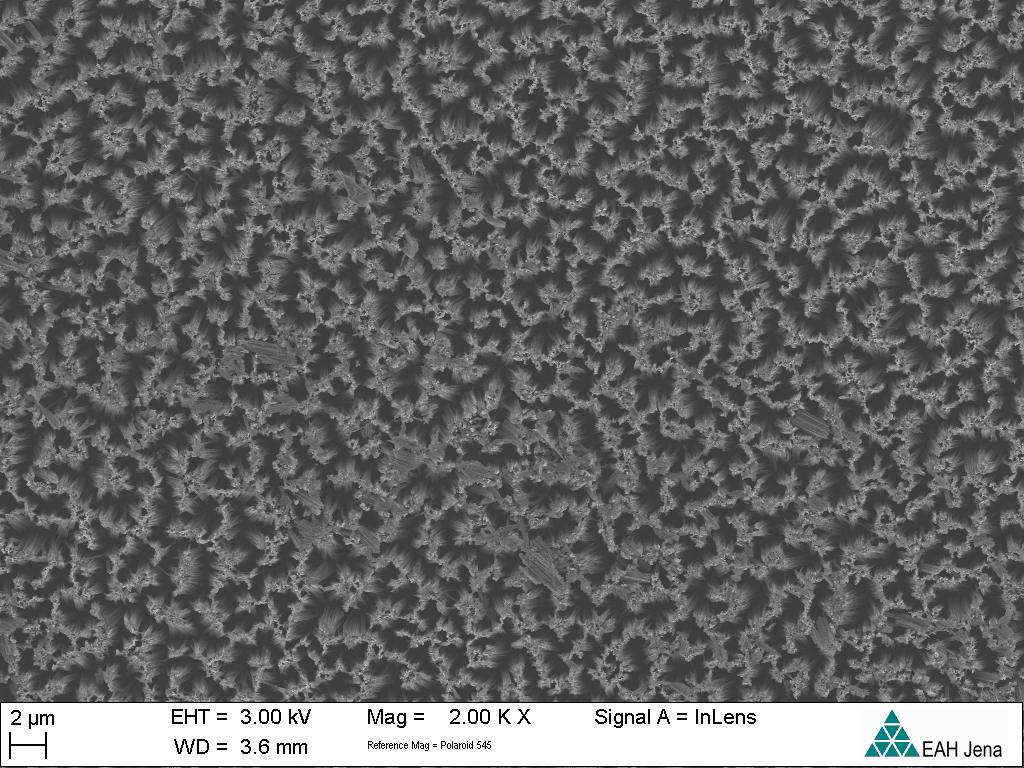 2 µm EHT = 3.00 kV Mag = 2.00 K X Signal A = InLens
WD = 3.6 mm Reference Mag = Polaroid 545 EAH Jena